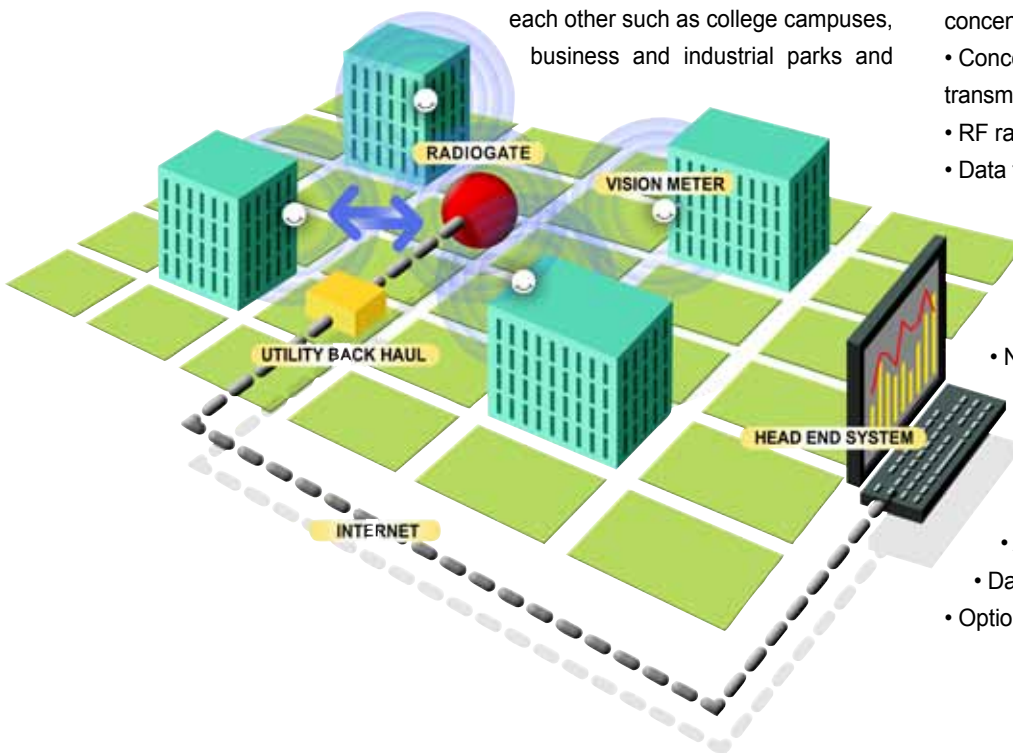 each other such as college campuses,
business and industrial parks and
• 
• RF
• Data
RADIOGATE
VISION METER
UTILITY BACK HAUL
• 
HEAD END SYSTEM
INTERNET
• 
• 
•